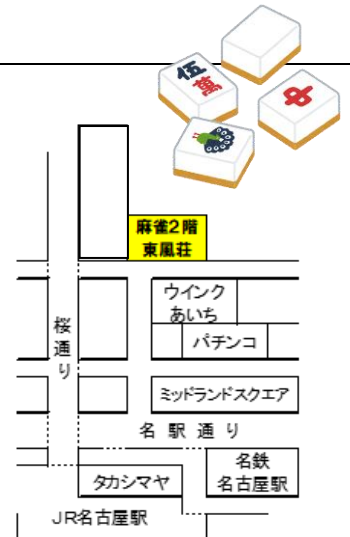 伍
萬
中
麻雀2階
東風荘
ウインク
あいち
パチンコ
桜通り
ミッドランドスクエア
名駅通り
名鉄
名古屋駅
タカシマヤ
JR名古屋駅